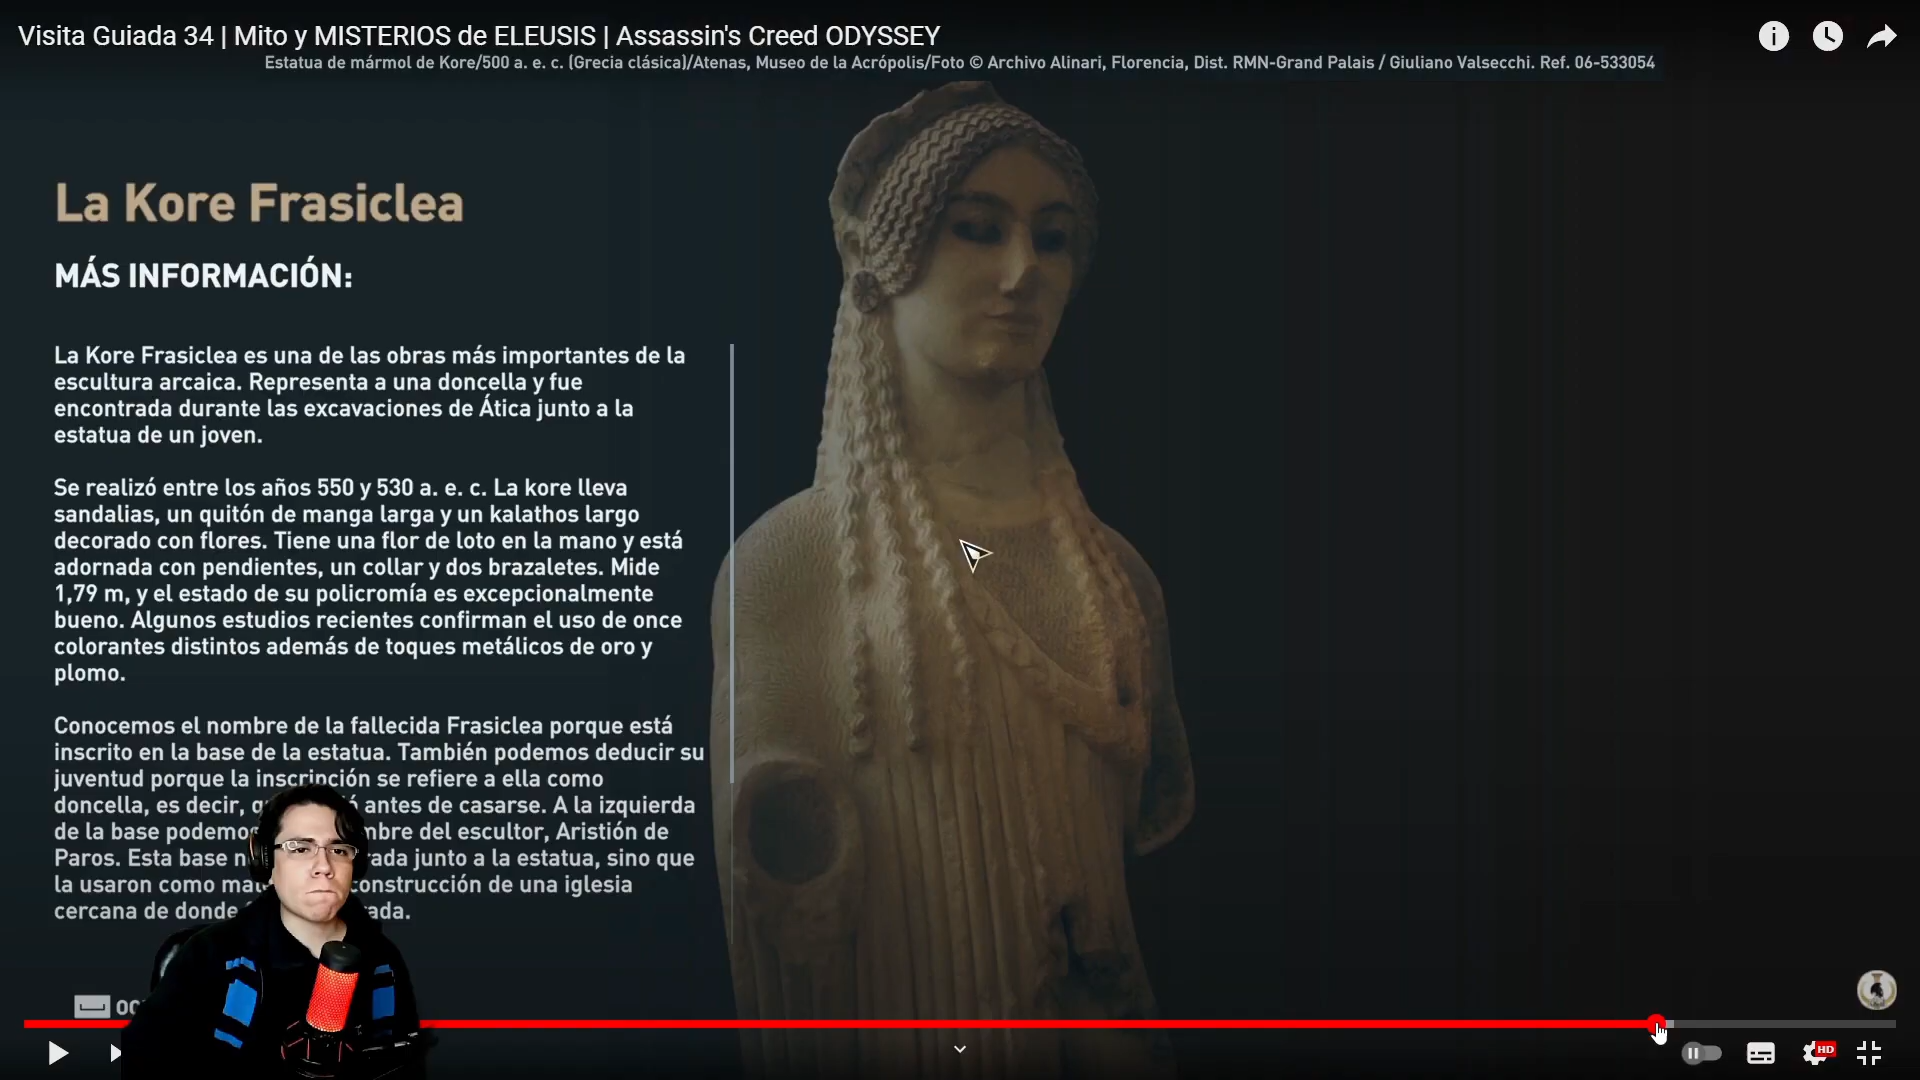 Visita Guiada 34 | Mito y MISTERIOS de ELEUSIS | Assassin's Creed ODYSSEY
Estatua de mármol de Kore/500 a. e. c. (Grecia clásica)/Atenas, Museo de la Acrópolis/Foto © Archivo Alinari, Florencia, Dist. RMN-Grand Palais / Giuliano Valsecchi. Ref. 06-533054
La Kore Frasiclea
MÁS INFORMACIÓN:
La Kore Frasiclea es una de las obras más importantes de la
escultura arcaica. Representa a una doncella y fue
encontrada durante las excavaciones de Ática junto a la
estatua de un joven.
Se realizó entre los años 550 y 530 a. e. c. La kore lleva
sandalias, un quitón de manga larga y un kalathos largo
decorado con flores. Tiene una flor de loto en la mano y está
adornada con pendientes, un collar y dos brazaletes. Mide
1,79 m, y el estado de su policromía es excepcionalmente
bueno. Algunos estudios recientes confirman el uso de once
colorantes distintos además de toques metálicos de oro y
plomo.
Conocemos el nombre de la fallecida Frasiclea porque está
inscrito en la base de la estatua. También podemos deducir su
juventud porque la inscripción se refiere a ella como
doncella, es decir, antes de casarse. A la izquierda
de la base podemos del escultor, Aristión de
Paros. Esta base junto a la estatua, sino que
la usaron como construcción de una iglesia
cercana de donde
HD